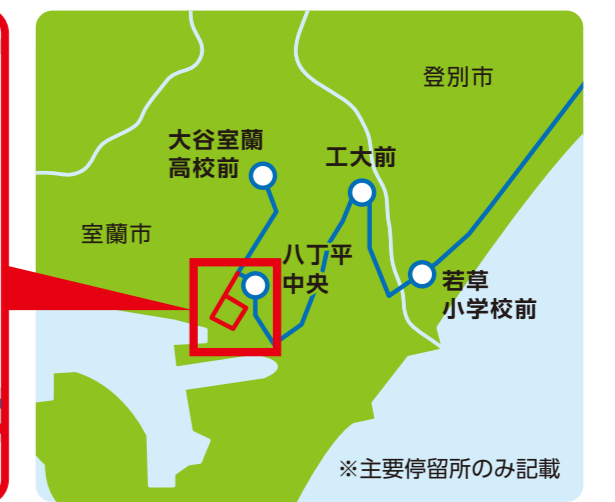 登別市
大谷室蘭
高校前
工大前
室蘭市
八丁平
中央
若草
小学校前
※主要停留所のみ記載